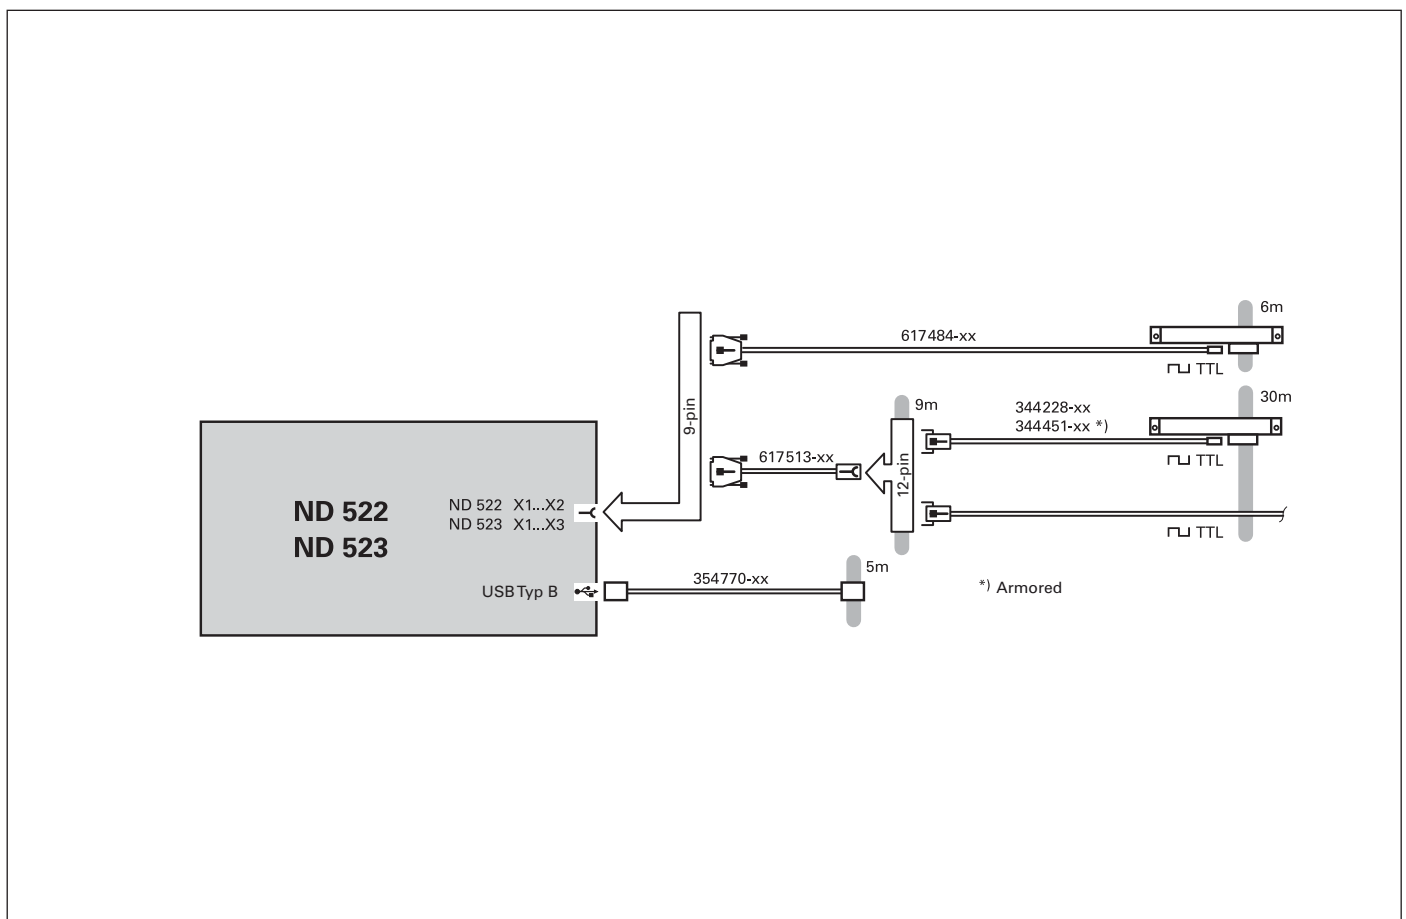 6m
617484-xx
TTL
9-pin
9m
344228-xx
344451-xx *)
30m
TTL
617513-xx
12-pin
ND 522
ND 523
ND 522 X1...X2
ND 523 X1...X3
TTL
USB Typ B
354770-xx
5m
*) Armored